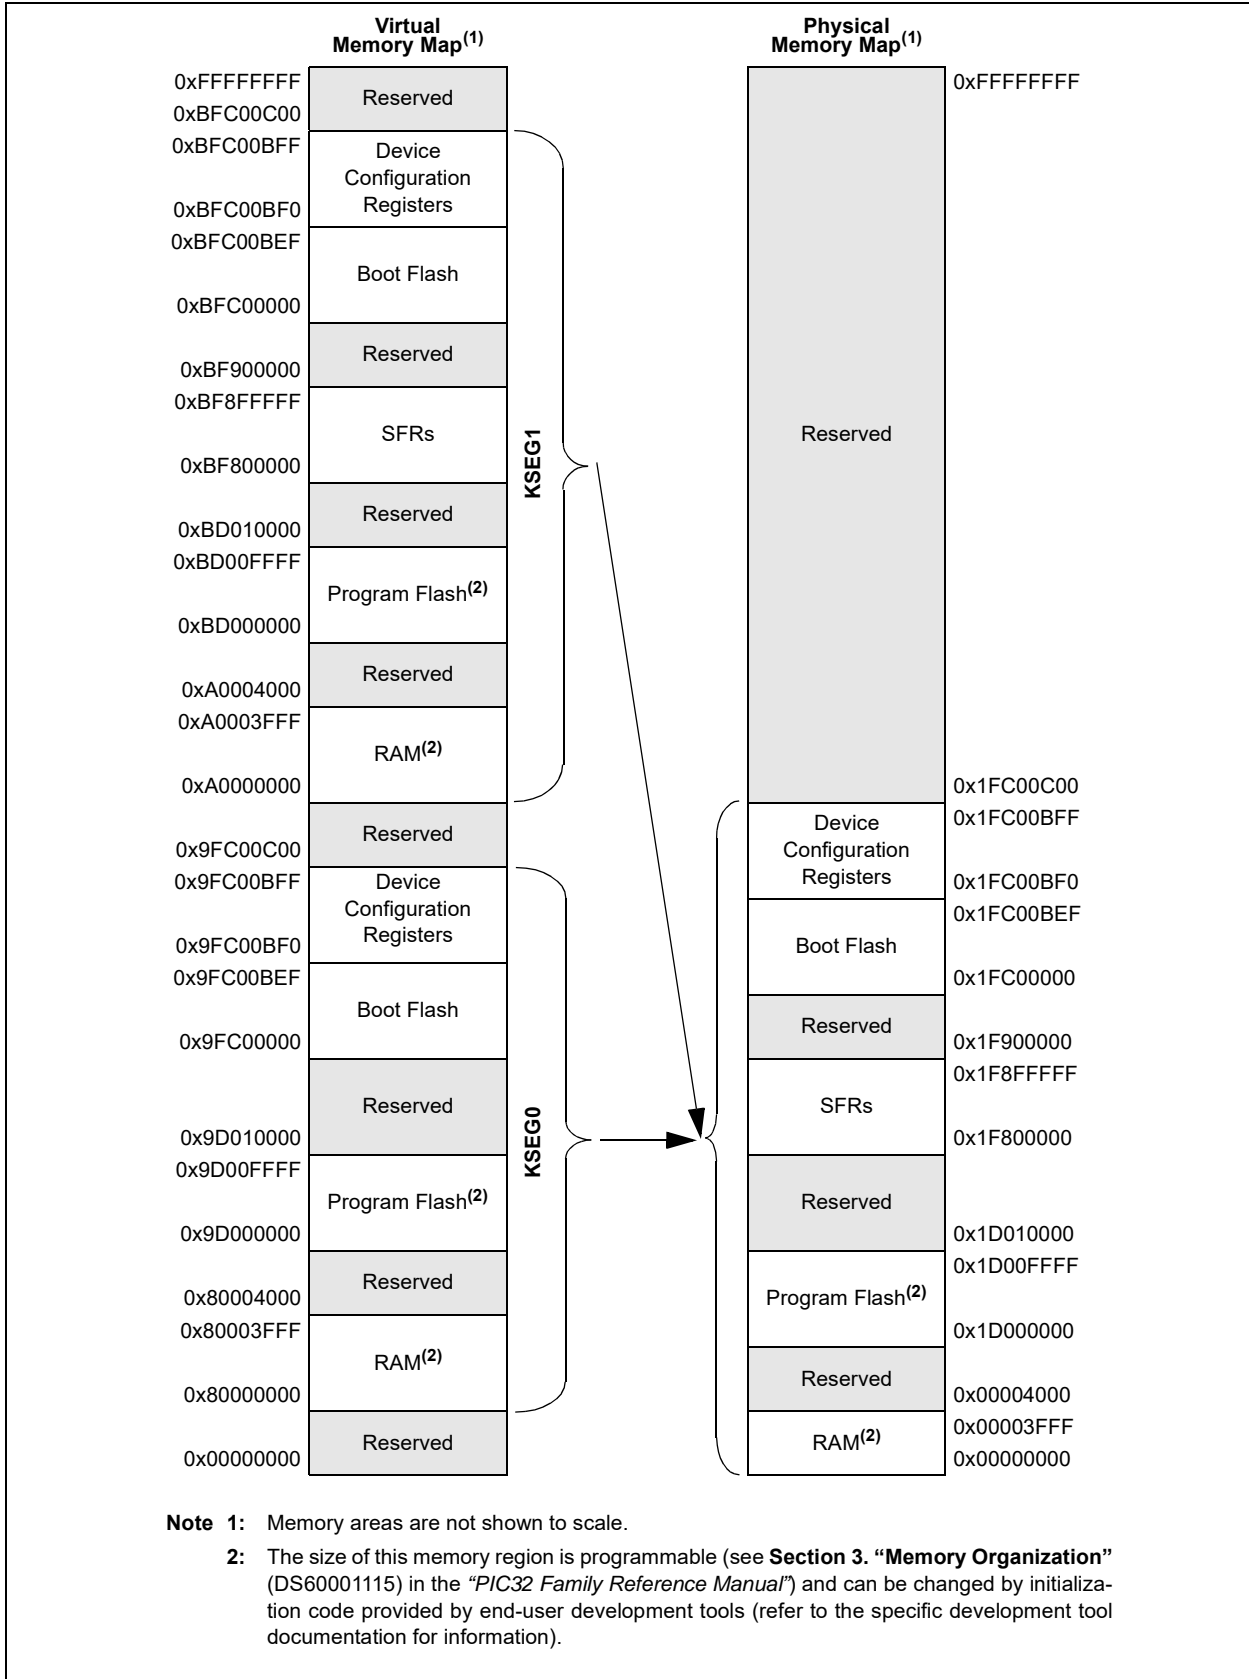 Virtual
Memory Map(1)
0xFFFFFFFF
Reserved
0xBFC00C00
0xBFC00BFF
Device
Configuration
Registers
0xBFC00BF0
0xBFC00BEF
Boot Flash
0xBFC00000
Reserved
0xBF900000
0xBF8FFFFF
SFRs
0xBF800000
Reserved
0xBD010000
0xBD00FFFF
Program Flash(2)
0xBD000000
Reserved
0xA0004000
0xA0003FFF
RAM(2)
0xA0000000
KSEG1
Reserved
0x9FC00C00
0x9FC00BFF
Device
Configuration
Registers
0x9FC00BF0
0x9FC00BEF
Boot Flash
0x9FC00000
Reserved
0x9D010000
0x9D00FFFF
Program Flash(2)
0x9D000000
Reserved
0x80004000
0x80003FFF
RAM(2)
0x80000000
KSEG0
Reserved
0x00000000
Physical
Memory Map(1)
0xFFFFFFFF
Reserved
0x1FC00C00
0x1FC00BFF
Device
Configuration
Registers
0x1FC00BF0
0x1FC00BEF
Boot Flash
0x1FC00000
Reserved
0x1F900000
0x1F8FFFFF
SFRs
0x1F800000
Reserved
0x1D010000
0x1D00FFFF
Program Flash(2)
0x1D000000
Reserved
0x00004000
0x00003FFF
RAM(2)
0x00000000
Note 1: Memory areas are not shown to scale.
2: The size of this memory region is programmable (see Section 3. “Memory Organization”
(DS60001115) in the “PIC32 Family Reference Manual”) and can be changed by initializa-
tion code provided by end-user development tools (refer to the specific development tool
documentation for information).